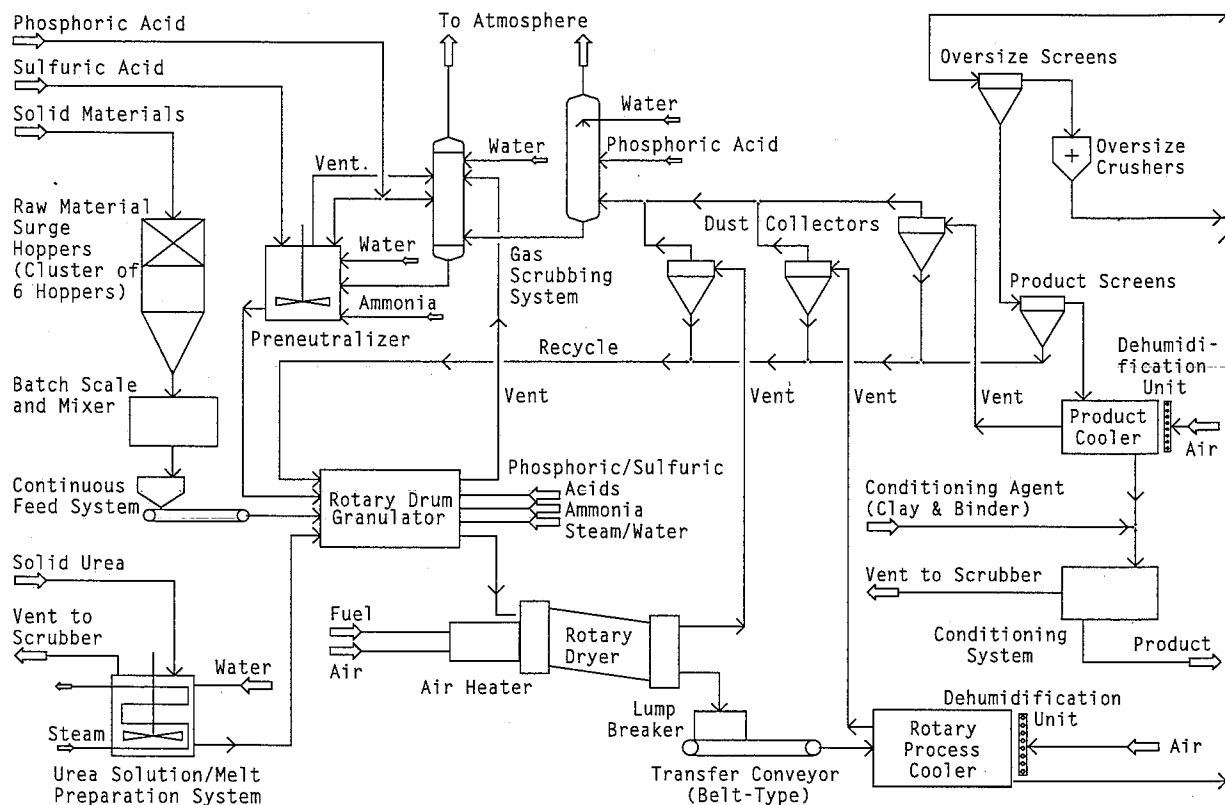 To Atmosphere
Phosphoric Acid
Sulfuric Acid
Solid Materials
Oversize Screens
Water
Phosphoric Acid
Water
Vent.
Oversize
Crushers
Raw Material
Surge
Hoppers
(Cluster of
6 Hoppers)
Dust Collectors
Water
Gas
Scrubbing
System
Ammonia
Preneutralizer
Product Screens
Recycle
Dehumidi-
fication
Unit
Batch Scale
and Mixer
Vent
Vent
Vent
Vent
Product
Cooler
Air
Continuous
Feed System
Rotary Drum
Granulator
Phosphoric/Sulfuric
Acids
Ammonia
Steam/Water
Conditioning Agent
(Clay & Binder)
Solid Urea
Vent to Scrubber
Vent to
Scrubber
Fuel
Air
Air Heater
Rotary
Dryer
Conditioning
System
Product
Water
Steam
Urea Solution/Melt
Preparation System
Lump
Breaker
Transfer Conveyor
(Belt-Type)
Dehumidification
Unit
Rotary
Process
Cooler
Air